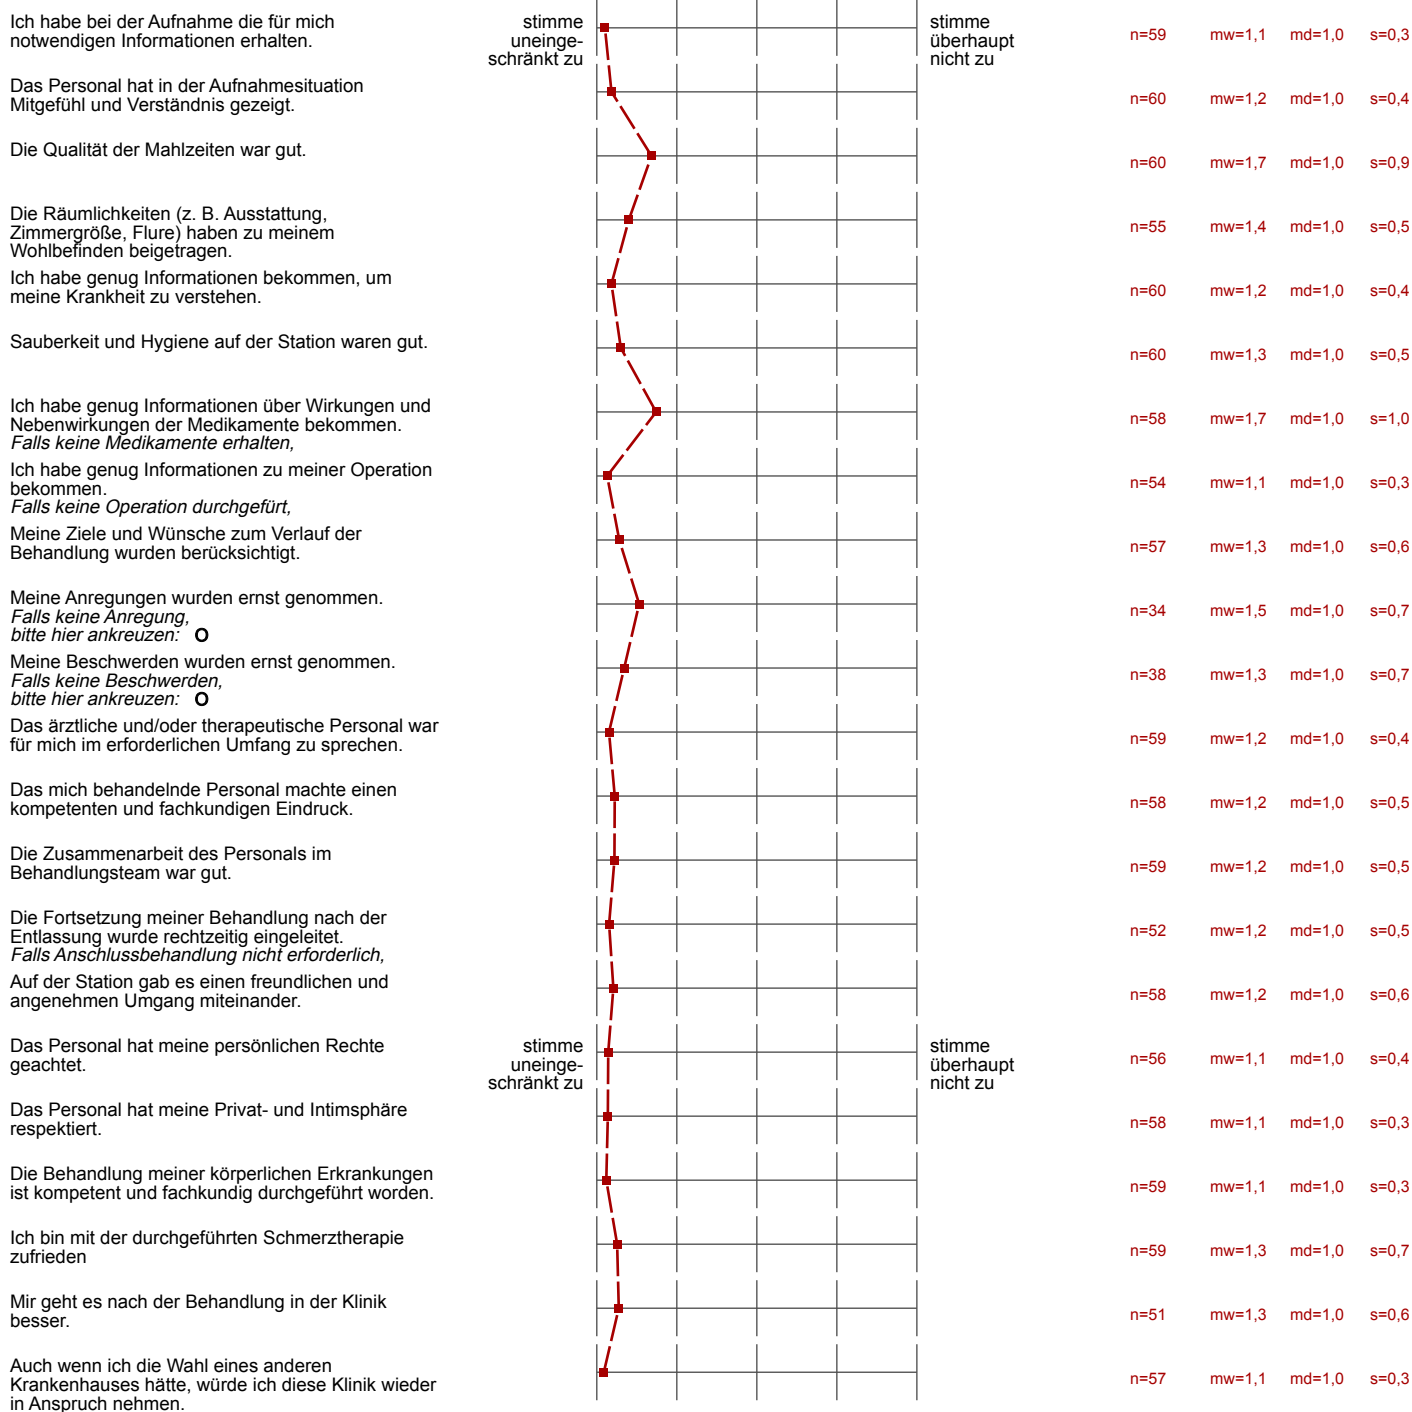 Ich habe bei der Aufnahme die für mich
notwendigen Informationen erhalten.
stimme
uneinge-
schränkt zu
stimme
überhaupt
nicht zu
n=59 mw=1,1 md=1,0 s=0,3
Das Personal hat in der Aufnahmesituation
Mitgefühl und Verständnis gezeigt.
n=60 mw=1,2 md=1,0 s=0,4
Die Qualität der Mahlzeiten war gut.
n=60 mw=1,7 md=1,0 s=0,9
Die Räumlichkeiten (z. B. Ausstattung,
Zimmergröße, Flure) haben zu meinem
Wohlbefinden beigetragen.
n=55 mw=1,4 md=1,0 s=0,5
Ich habe genug Informationen bekommen, um
meine Krankheit zu verstehen.
n=60 mw=1,2 md=1,0 s=0,4
Sauberkeit und Hygiene auf der Station waren gut.
n=60 mw=1,3 md=1,0 s=0,5
Ich habe genug Informationen über Wirkungen und
Nebenwirkungen der Medikamente bekommen.
Falls keine Medikamente erhalten,
n=58 mw=1,7 md=1,0 s=1,0
Ich habe genug Informationen zu meiner Operation
bekommen.
Falls keine Operation durchgefürt,
n=54 mw=1,1 md=1,0 s=0,3
Meine Ziele und Wünsche zum Verlauf der
Behandlung wurden berücksichtigt.
n=57 mw=1,3 md=1,0 s=0,6
Meine Anregungen wurden ernst genommen.
Falls keine Anregung,
bitte hier ankreuzen: O
n=34 mw=1,5 md=1,0 s=0,7
Meine Beschwerden wurden ernst genommen.
Falls keine Beschwerden,
bitte hier ankreuzen: O
n=38 mw=1,3 md=1,0 s=0,7
Das ärztliche und/oder therapeutische Personal war
für mich im erforderlichen Umfang zu sprechen.
n=59 mw=1,2 md=1,0 s=0,4
Das mich behandelnde Personal machte einen
kompetenten und fachkundigen Eindruck.
n=58 mw=1,2 md=1,0 s=0,5
Die Zusammenarbeit des Personals im
Behandlungsteam war gut.
n=59 mw=1,2 md=1,0 s=0,5
Die Fortsetzung meiner Behandlung nach der
Entlassung wurde rechtzeitig eingeleitet.
Falls Anschlussbehandlung nicht erforderlich,
n=52 mw=1,2 md=1,0 s=0,5
Auf der Station gab es einen freundlichen und
angenehmen Umgang miteinander.
n=58 mw=1,2 md=1,0 s=0,6
Das Personal hat meine persönlichen Rechte
geachtet.
stimme
uneinge-
schränkt zu
stimme
überhaupt
nicht zu
n=56 mw=1,1 md=1,0 s=0,4
Das Personal hat meine Privat- und Intimsphäre
respektiert.
n=58 mw=1,1 md=1,0 s=0,3
Die Behandlung meiner körperlichen Erkrankungen
ist kompetent und fachkundig durchgeführt worden.
n=59 mw=1,1 md=1,0 s=0,3
Ich bin mit der durchgeführten Schmerztherapie
zufrieden
n=59 mw=1,3 md=1,0 s=0,7
Mir geht es nach der Behandlung in der Klinik
besser.
n=51 mw=1,3 md=1,0 s=0,6
Auch wenn ich die Wahl eines anderen
Krankenhauses hätte, würde ich diese Klinik wieder
in Anspruch nehmen.
n=57 mw=1,1 md=1,0 s=0,3